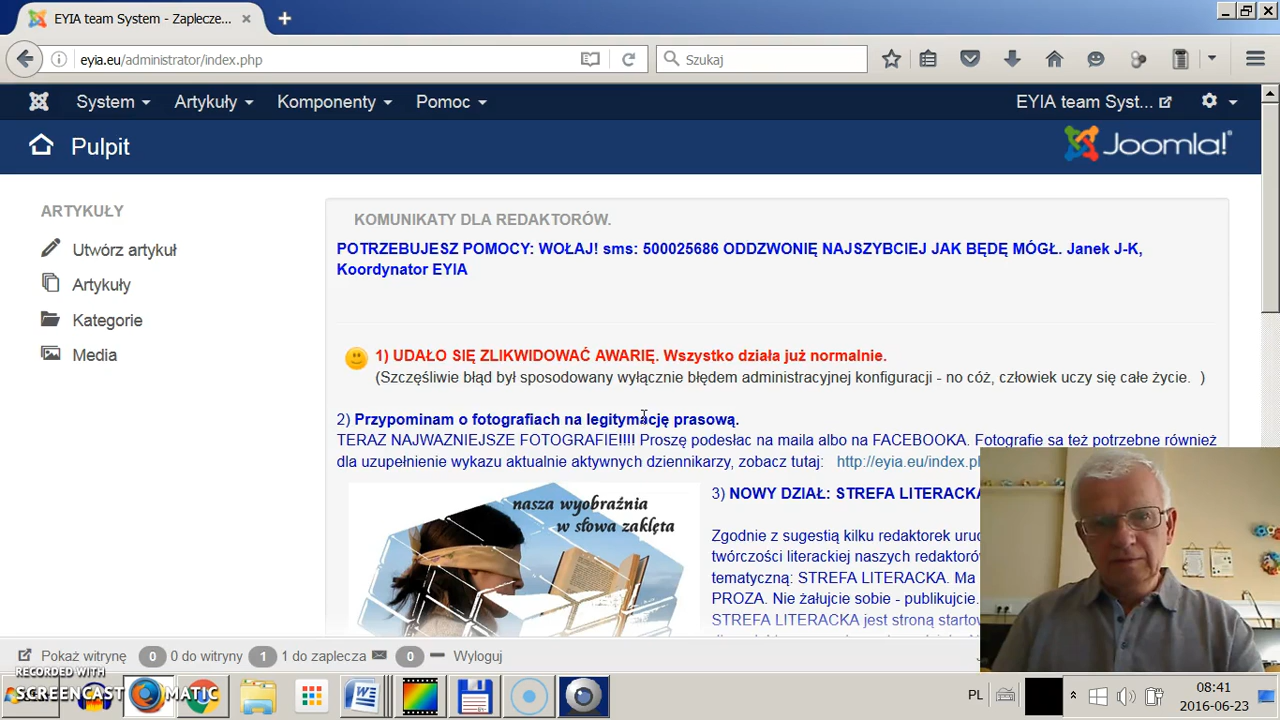 EYIA team System - Zaplecze...
eyia.eu/administrator/index.php
Szukaj
System Artykuły Komponenty Pomoc EYIA team Syst...
Pulpit
Joomla!
ARTYKUŁY
Utwórz artykuł
Artykuły
Kategorie
Media
KOMUNIKATY DLA REDAKTORÓW.
POTRZEBUJESZ POMOCY: WOŁAJ! sms: 500025686 ODDZWONIĘ NAJSZYBCIEJ JAK BĘDĘ MÓGŁ. Janek J-K,
Koordynator EYIA
1) UDAŁO SIĘ ZLIKWIDOWAĆ AWARIĘ. Wszystko działa już normalnie.
(Szczęśliwie błąd był sposodowany wyłącznie błędem administracyjnej konfiguracji - no cóż, człowiek uczy się całe życie. )
2) Przypominam o fotografiach na legitymację prasową.
TERAZ NAJWAZNIEJSZE FOTOGRAFIE!!!! Proszę podesłac na maila albo na FACEBOOKA. Fotografie sa też potrzebne również
dla uzupełnienie wykazu aktualnie aktywnych dziennikarzy, zobacz tutaj: http://eyia.eu/index.p
nasza wyobraźnia
w słowa zaklęta
3) NOWY DZIAŁ: STREFA LITERACKA
Zgodnie z sugestią kilku redaktorek uruc
twórczości literackiej naszych redaktoró
tematyczną: STREFA LITERACKA. Ma
PROZA. Nie żałujcie sobie - publikujcie.
STREFA LITERACKA jest stroną startow
Pokaż witrynę 0 0 do witryny 1 1 do zaplecza 0 Wyloguj
RECORDED WITH
SCREENCAST MATIC
PL
08:41
2016-06-23